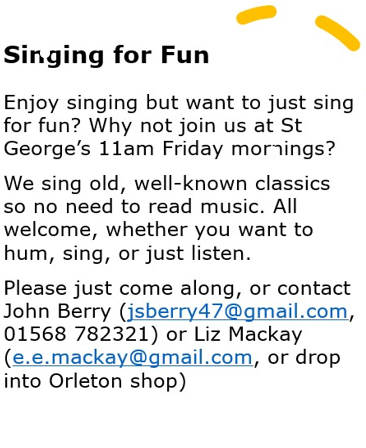 Singing for Fun
Enjoy singing but want to just sing
for fun? Why not join us at St
George’s 11am Friday mornings?
We sing old, well-known classics
so no need to read music. All
welcome, whether you want to
hum, sing, or just listen.
Please just come along, or contact
John Berry (jsberry47@gmail.com,
01568 782321) or Liz Mackay
(e.e.mackay@gmail.com, or drop
into Orleton shop)